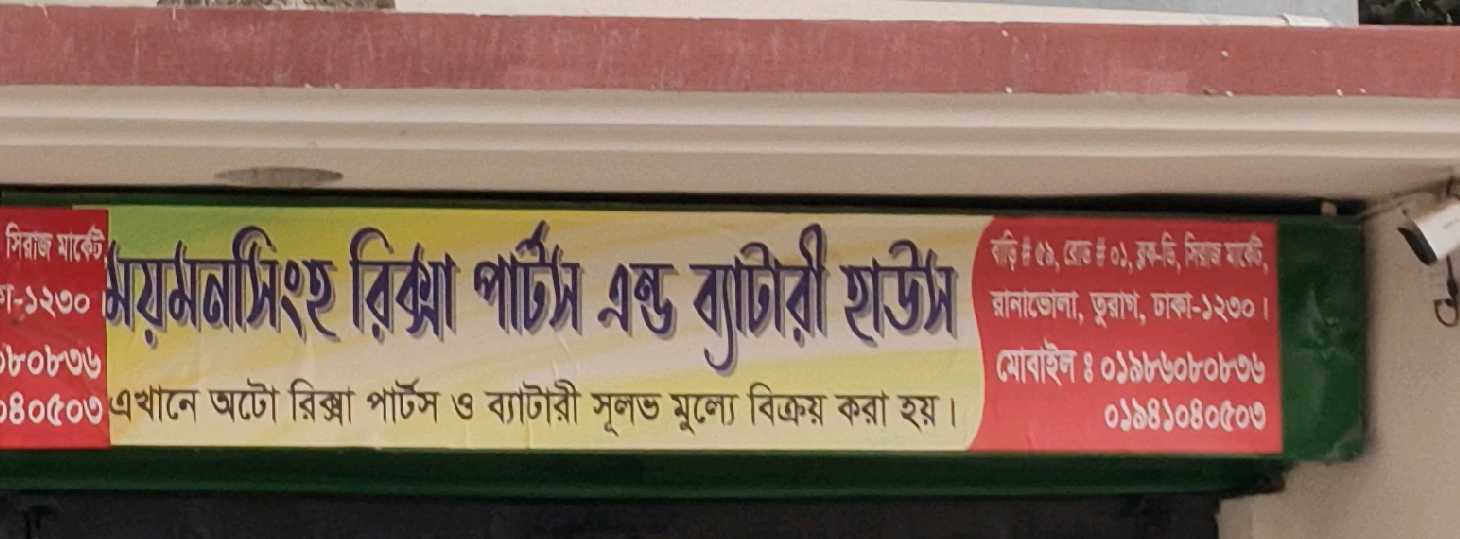 সিরাজ মার্কেট
-১২৩০
৮০৮৩৬
৪০৫০৩
ময়মনসিংহ রিক্সা পার্টস এন্ড ব্যাটারী হাউস
এখানে অটো রিক্সা পার্টস ও ব্যাটারী সূলভ মূল্যে বিক্রয় করা হয়।
বাড়ি # ৫৯, রোড # ০১, ব্লক-ডি, সিরাজ মার্কেট,
রানাভোলা, তুরাগ, ঢাকা-১২৩০।
মোবাইল ঃ ০১৯৮৬০৮০৮৩৬
০১৯৪১০৪০৫০৩